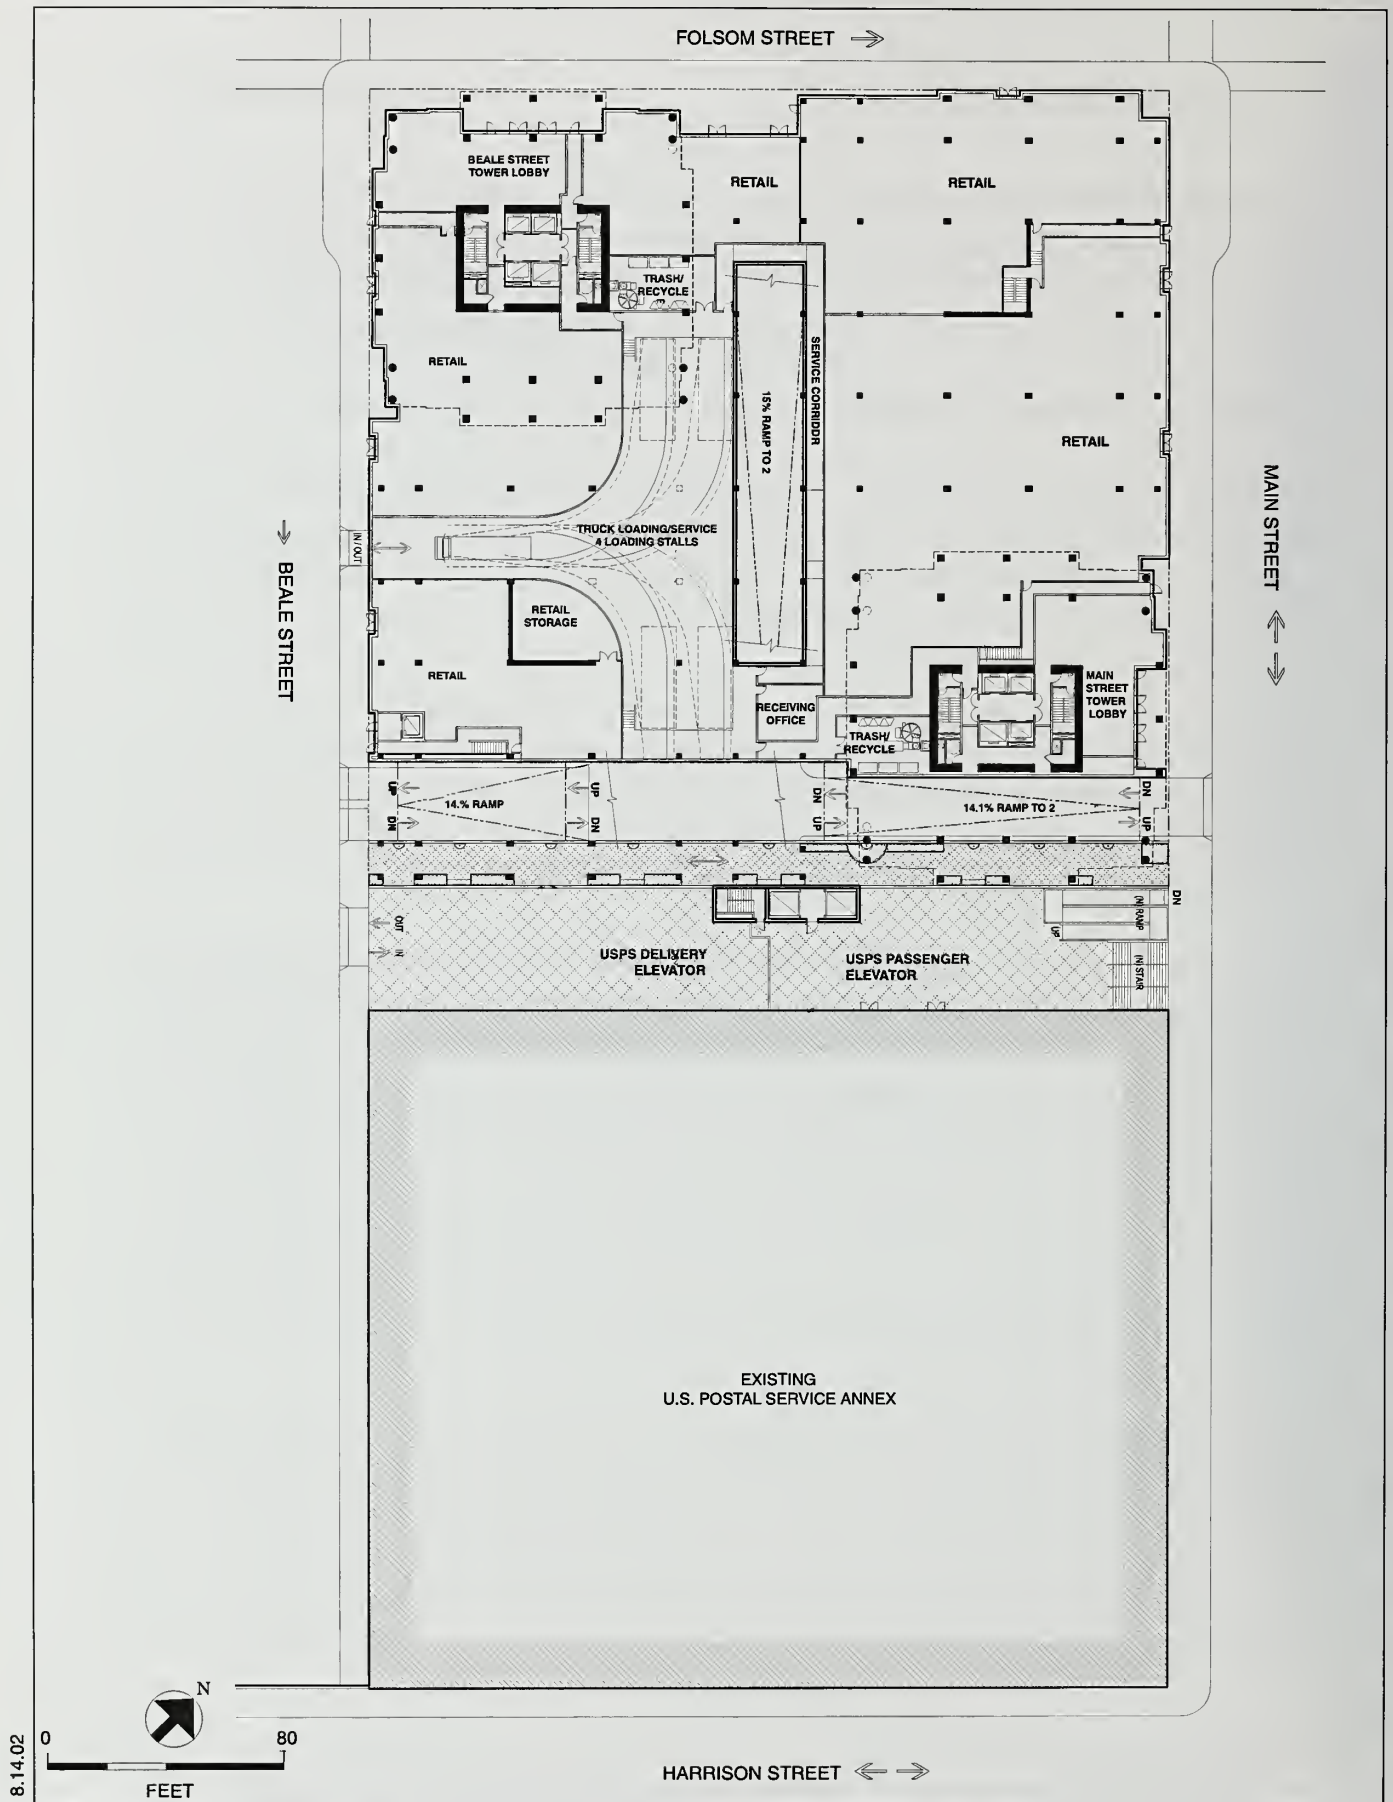 FOLSOM STREET
BEALE STREET
TOWER LOBBY
RETAIL
RETAIL
TRASH/
RECYCLE
RETAIL
15% RAMP TO 2
SERVICE CORRIDOR
RETAIL
MAIN STREET
BEALE STREET
IN / OUT
TRUCK LOADING/SERVICE
4 LOADING STALLS
RETAIL
STORAGE
RETAIL
RECEIVING
OFFICE
TRASH/
RECYCLE
MAIN
STREET
TOWER
LOBBY
UP
DN
14.% RAMP
UP
DN
DN
UP
14.1% RAMP TO 2
DN
UP
DN
OUT
IN
USPS DELIVERY
ELEVATOR
USPS PASSENGER
ELEVATOR
UP
(N) RAMP
(N) STAIR
EXISTING
U.S. POSTAL SERVICE ANNEX
N
0 80
FEET
8.14.02
HARRISON STREET